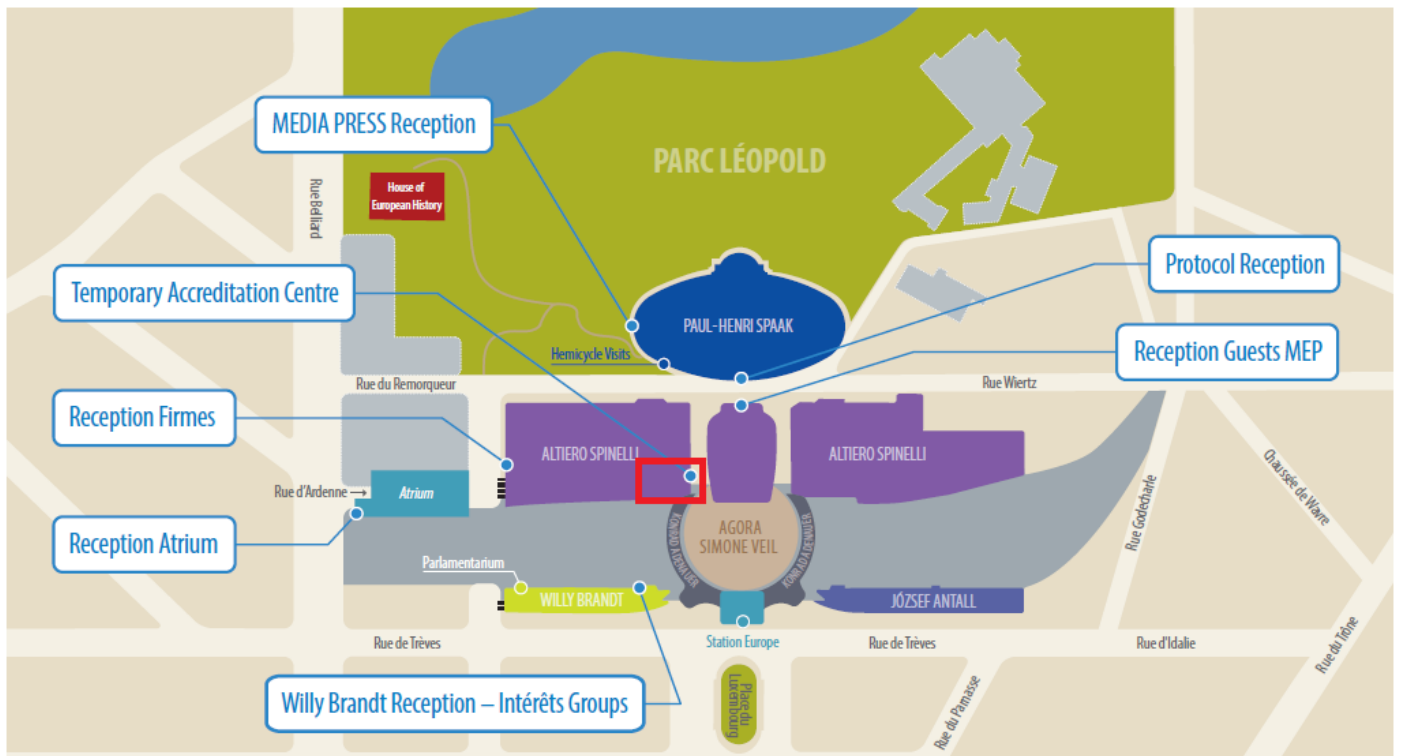 MEDIA PRESS Reception
PARC LÉOPOLD
House of
European History
Rue Belliard
Temporary Accreditation Centre
Protocol Reception
PAUL-HENRI SPAAK
Hemicycle Visits
Reception Guests MEP
Rue du Remorqueur
Rue Wiertz
Reception Firmes
ALTIERO SPINELLI
ALTIERO SPINELLI
Chaussée de Wavre
Rue d'Ardenne →
Atrium
Rue Godecharle
Reception Atrium
KONRAD ADENAUER
AGORA
SIMONE VEIL
KONRAD ADENAUER
Parlamentarium
WILLY BRANDT
JÓZSEF ANTALL
Rue de Trèves
Station Europe
Rue de Trèves
Rue d'Idalie
Rue du Trône
Willy Brandt Reception – Intérêts Groups
Place du
Luxembourg
Rue du Parnasse